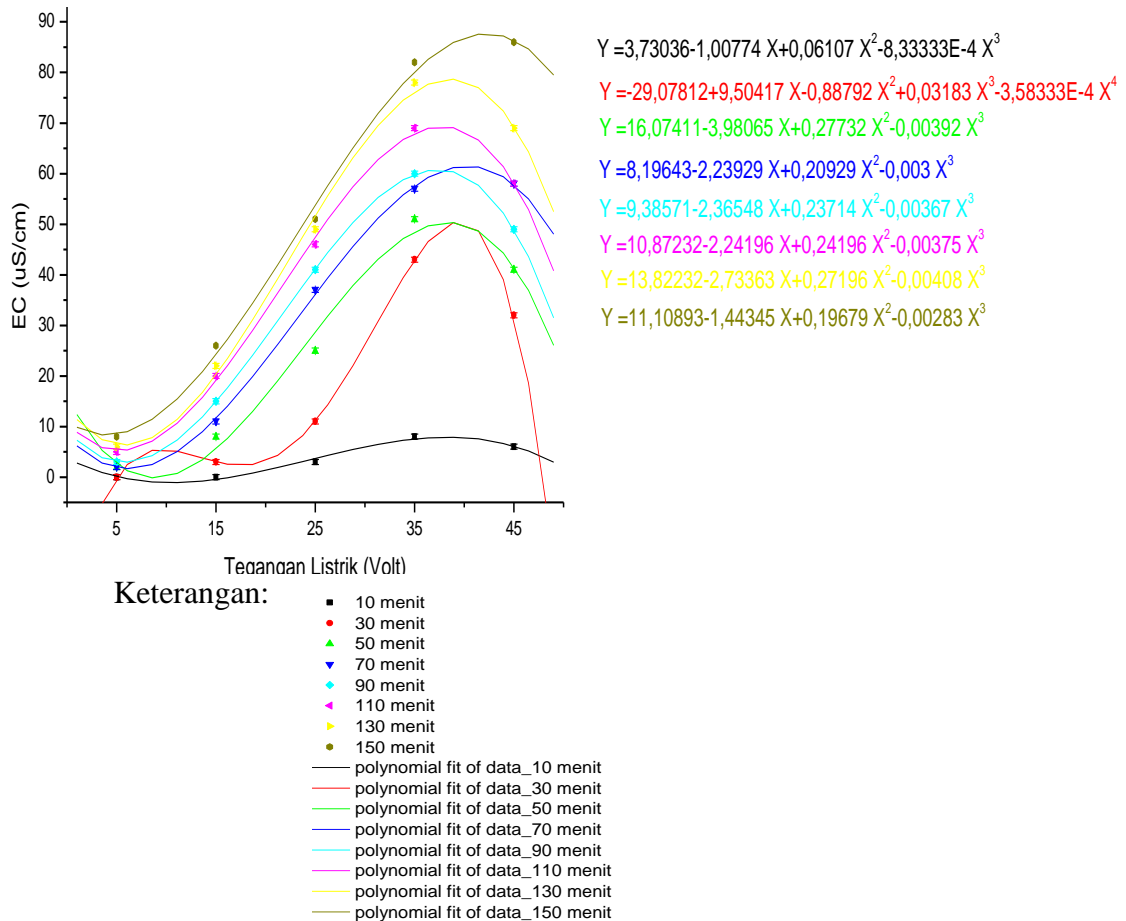 90
80
70
60
50
40
30
20
10
0
EC (uS/cm)
5 15 25 35 45
Tegangan Listrik (Volt)
Y =3,73036-1,00774 X+0,06107 X²-8,33333E-4 X³
Y =-29,07812+9,50417 X-0,88792 X²+0,03183 X³-3,58333E-4 X⁴
Y =16,07411-3,98065 X+0,27732 X²-0,00392 X³
Y =8,19643-2,23929 X+0,20929 X²-0,003 X³
Y =9,38571-2,36548 X+0,23714 X²-0,00367 X³
Y =10,87232-2,24196 X+0,24196 X²-0,00375 X³
Y =13,82232-2,73363 X+0,27196 X²-0,00408 X³
Y =11,10893-1,44345 X+0,19679 X²-0,00283 X³
Keterangan:
10 menit
30 menit
50 menit
70 menit
90 menit
110 menit
130 menit
150 menit
polynomial fit of data_10 menit
polynomial fit of data_30 menit
polynomial fit of data_50 menit
polynomial fit of data_70 menit
polynomial fit of data_90 menit
polynomial fit of data_110 menit
polynomial fit of data_130 menit
polynomial fit of data_150 menit